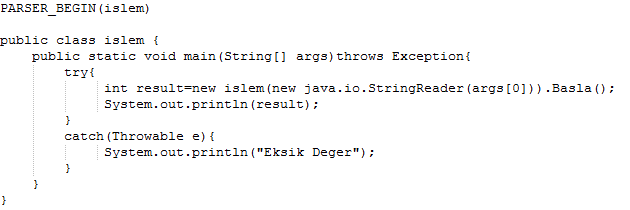 PARSER_BEGIN(islem)
public class islem {
public static void main(String[] args)throws Exception{
try{
int result=new islem(new java.io.StringReader(args[0])).Basla();
System.out.println(result);
}
catch(Throwable e){
System.out.println("Eksik Deger");
}
}
}